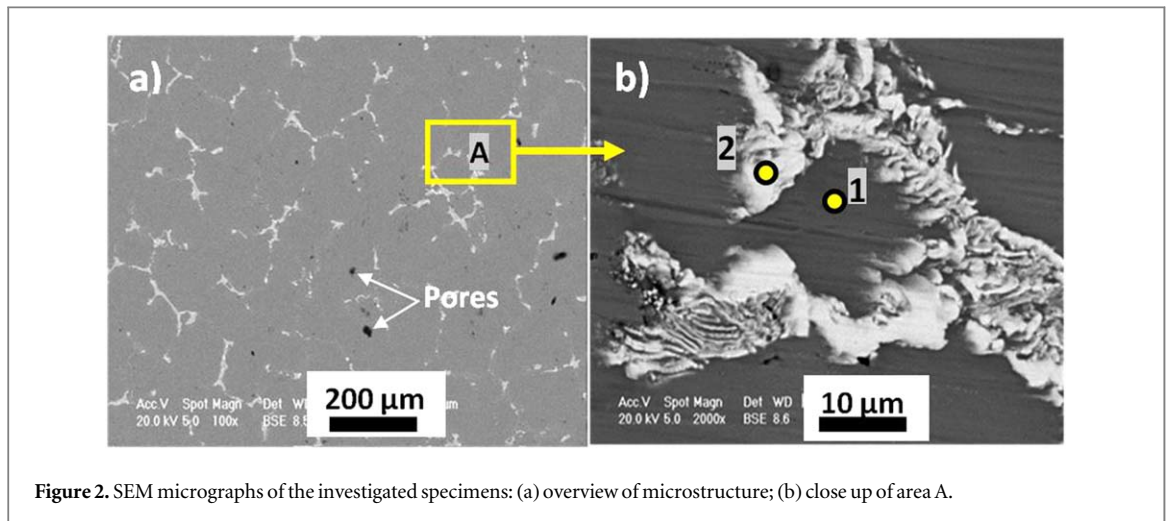 a)
A
Pores
200 µm
Acc.V Spot Magn Det
20.0 kV 5.0 100x BSE 8.5
b)
2
1
10 µm
Acc.V Spot Magn Det WD
20.0 kV 5.0 2000x BSE 8.6
Figure 2. SEM micrographs of the investigated specimens: (a) overview of microstructure; (b) close up of area A.